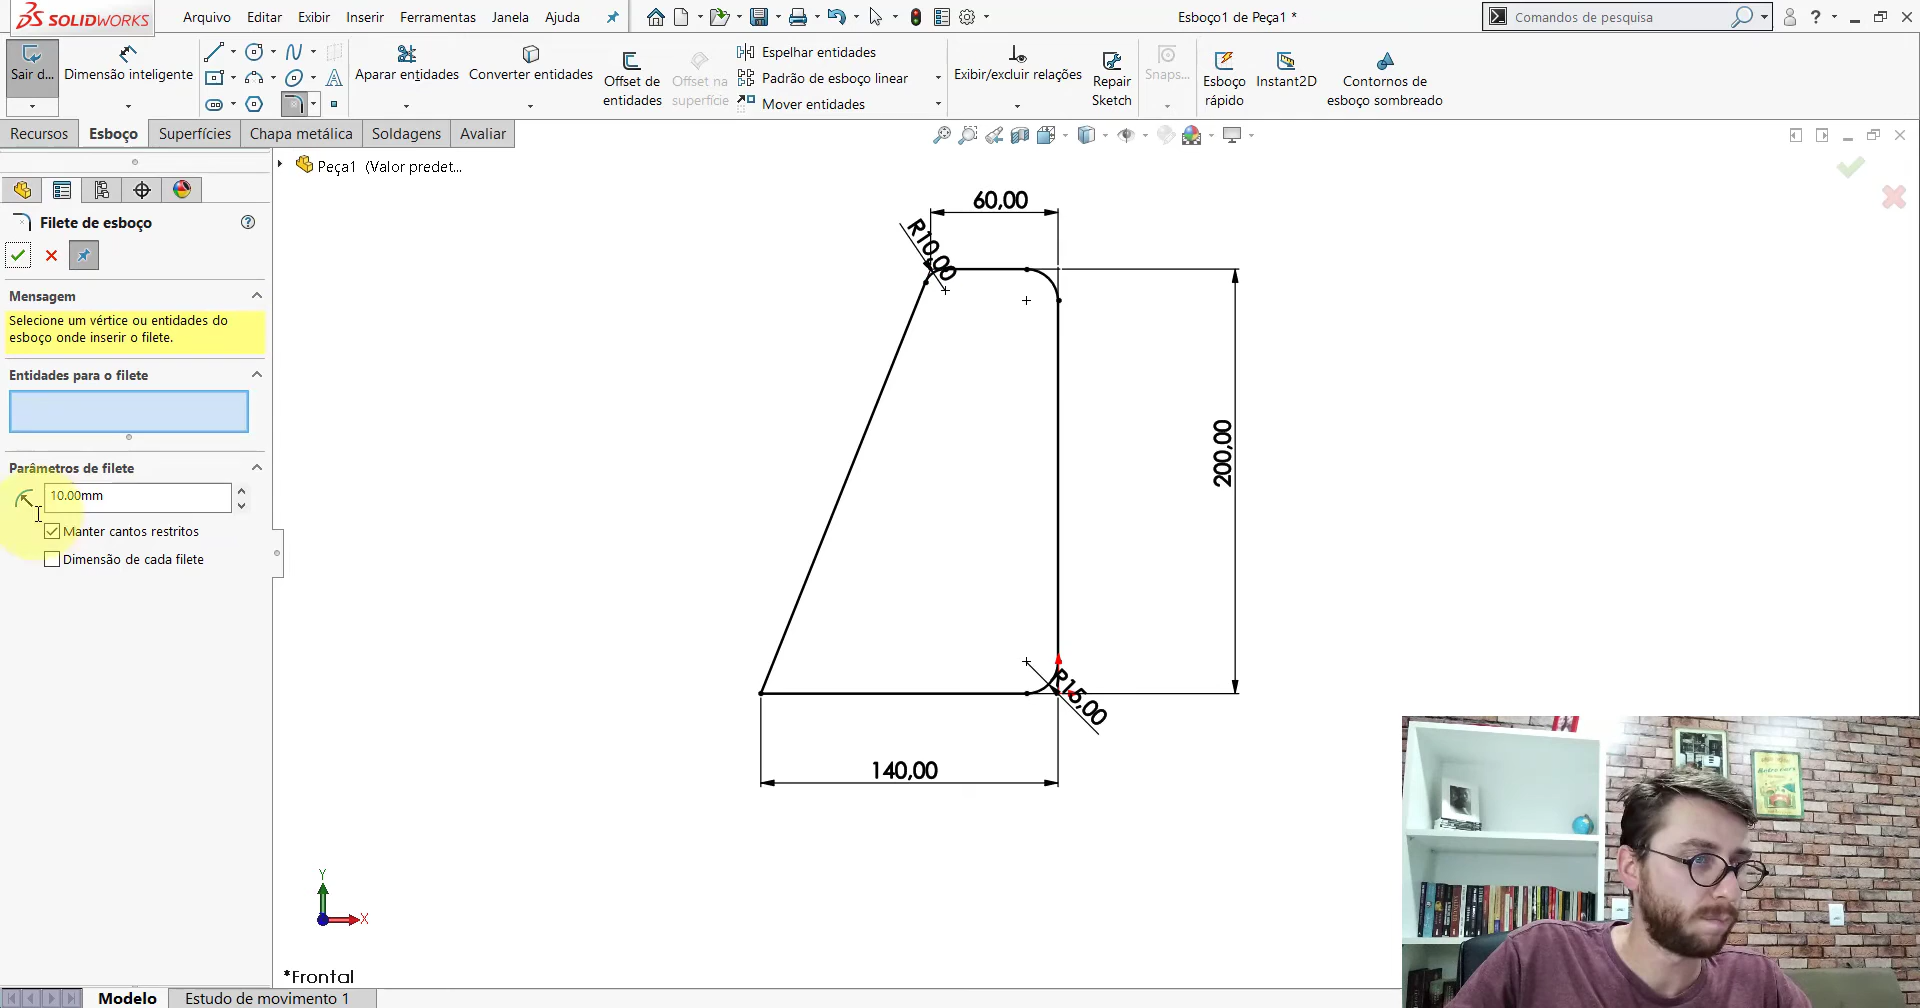 SOLIDWORKS
Arquivo Editar Exibir Inserir Ferramentas Janela Ajuda
Esboço1 de Peça1 *
Comandos de pesquisa
Sair d...
Dimensão inteligente
Aparar entidades
Converter entidades
Offset de entidades
Offset na superfície
Espelhar entidades
Padrão de esboço linear
Mover entidades
Exibir/excluir relações
Repair Sketch
Snaps...
Esboço rápido
Instant2D
Contornos de esboço sombreado
Recursos Esboço Superfícies Chapa metálica Soldagens Avaliar
Peça1 (Valor predet...
Filete de esboço
Mensagem
Selecione um vértice ou entidades do
esboço onde inserir o filete.
Entidades para o filete
Parâmetros de filete
10.00mm
Manter cantos restritos
Dimensão de cada filete
60,00
R10,00
200,00
R15,00
140,00
Y
X
*Frontal
Modelo Estudo de movimento 1